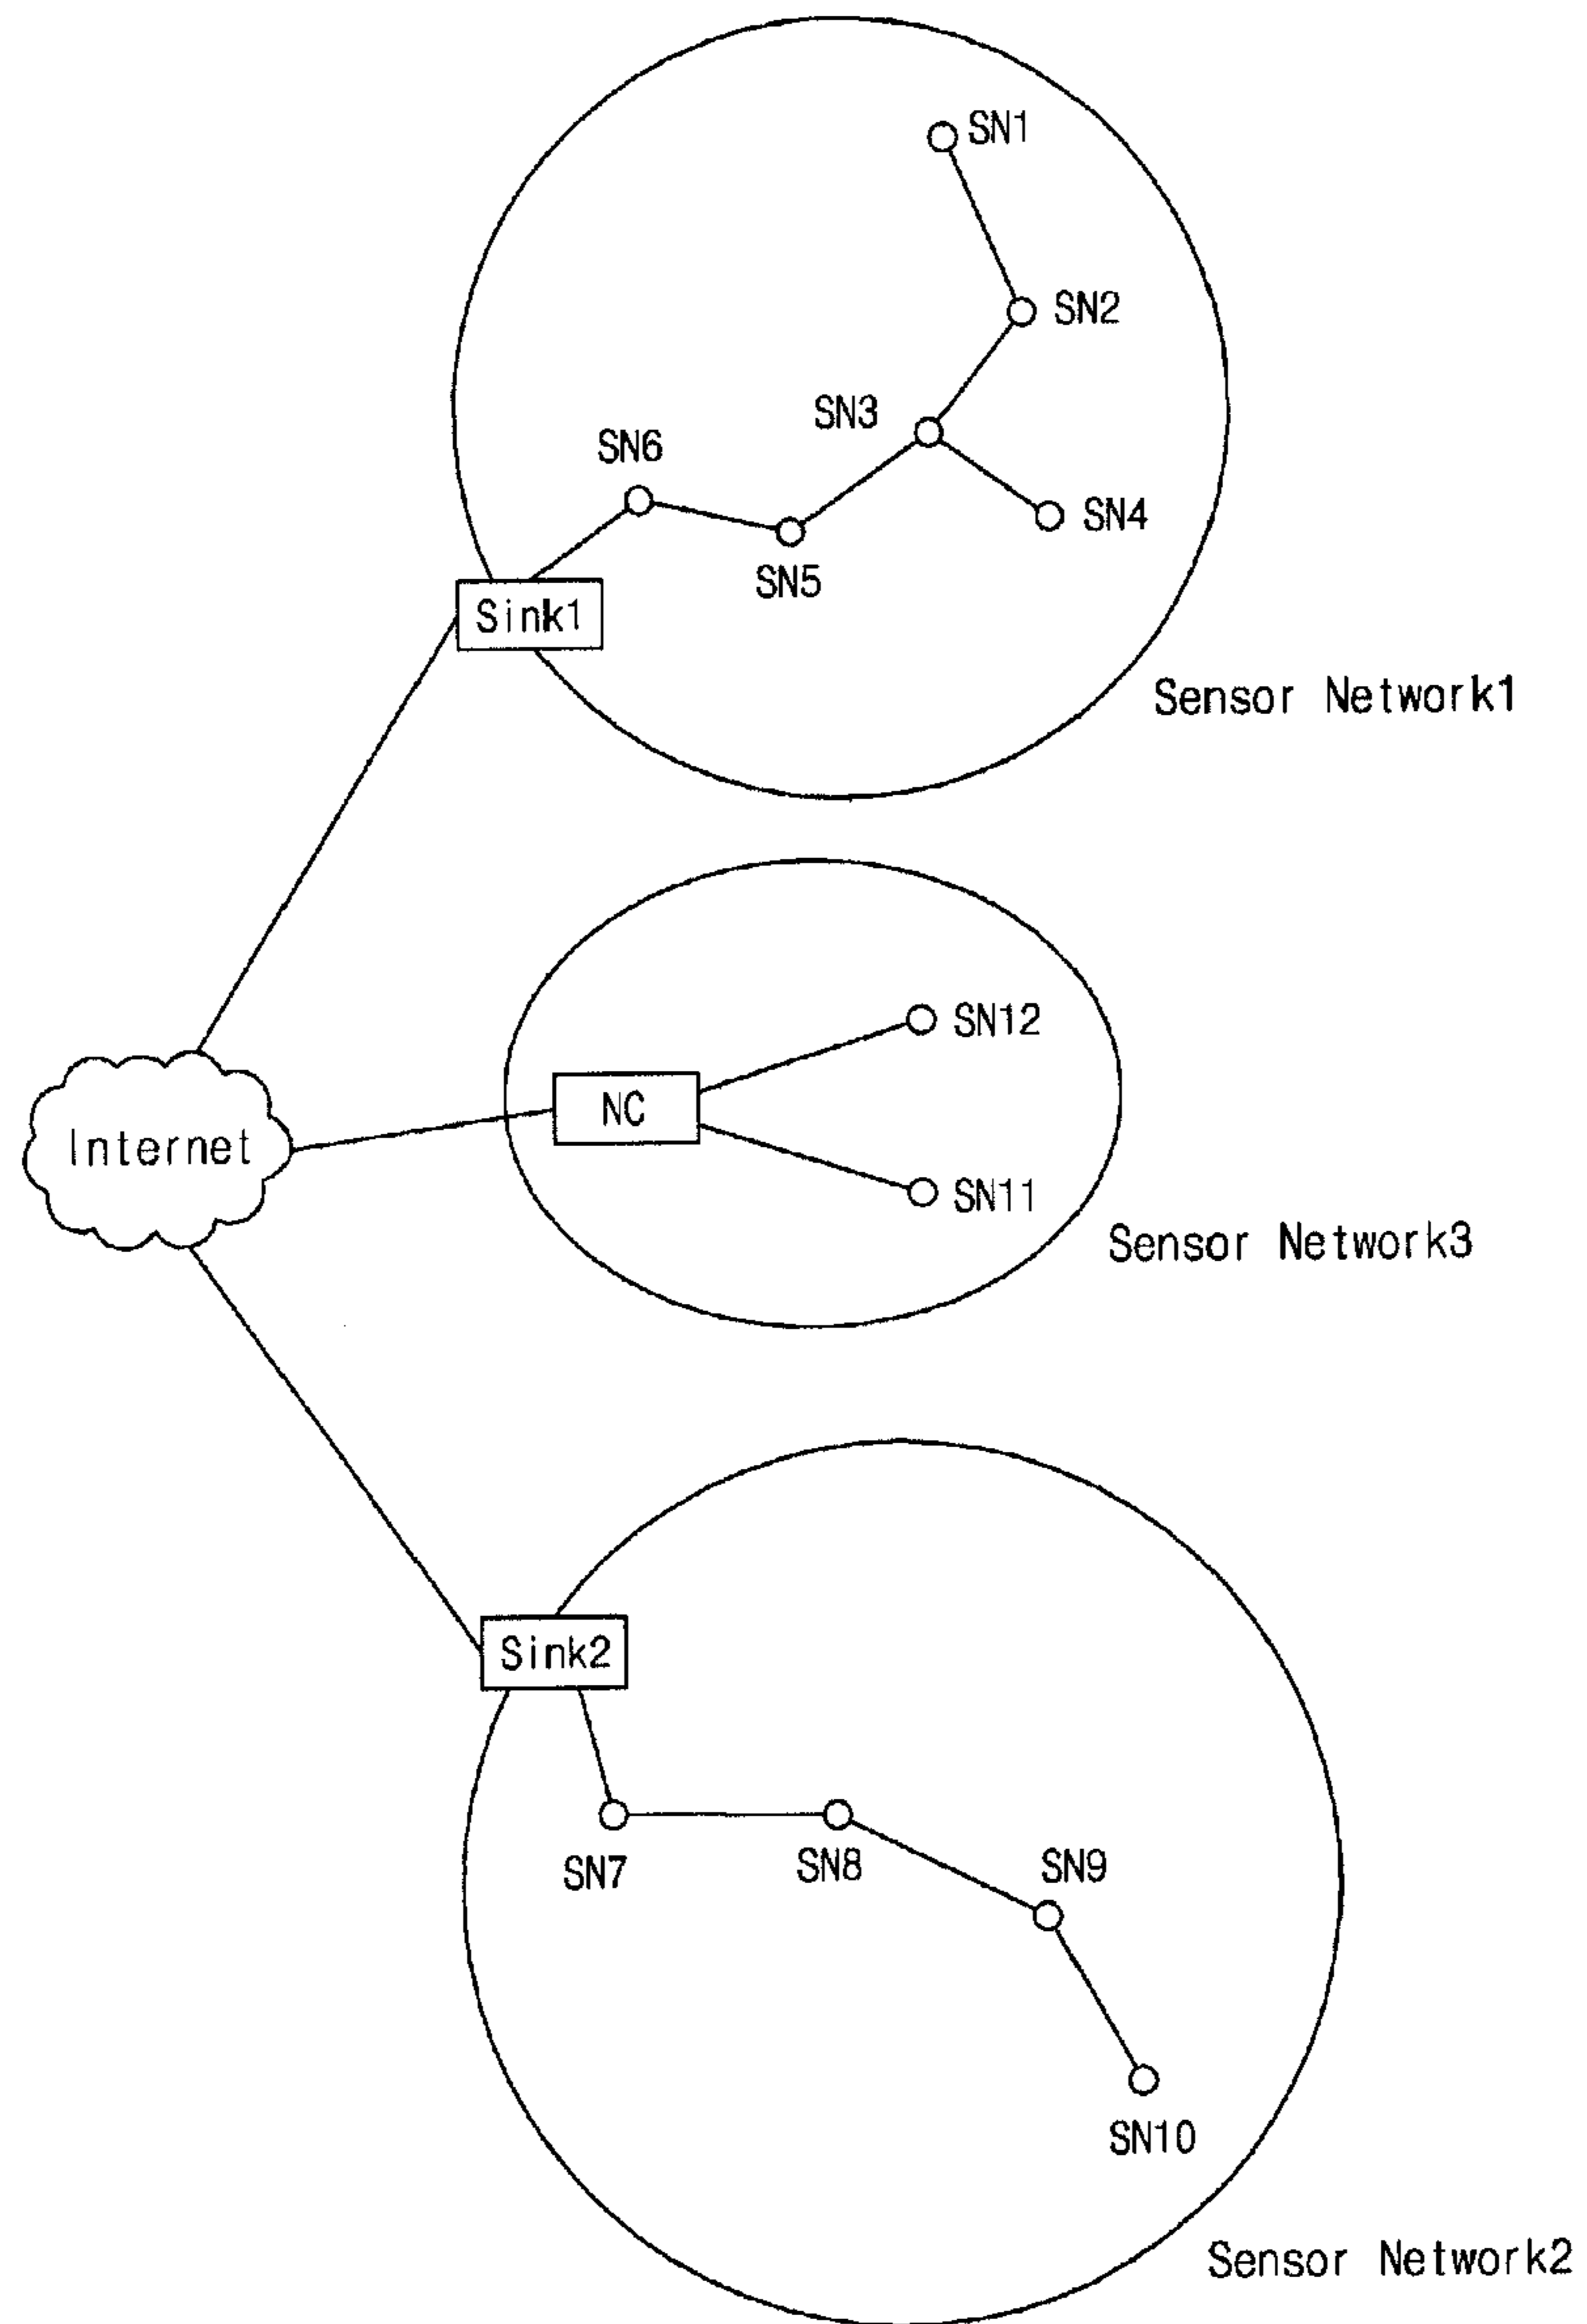 SN1
SN2
SN3
SN6
SN4
SN5
Sink1
Sensor Network1
SN12
NC
Internet
SN11
Sensor Network3
Sink2
SN7
SN8
SN9
SN10
Sensor Network2